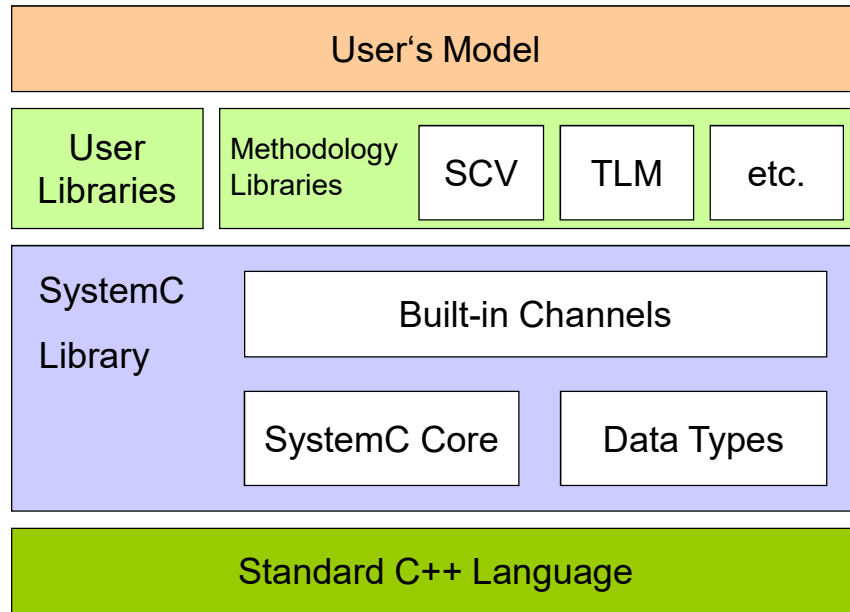 User‘s Model
User
Libraries
Methodology
Libraries
SCV
TLM
etc.
SystemC
Library
Built-in Channels
SystemC Core
Data Types
Standard C++ Language